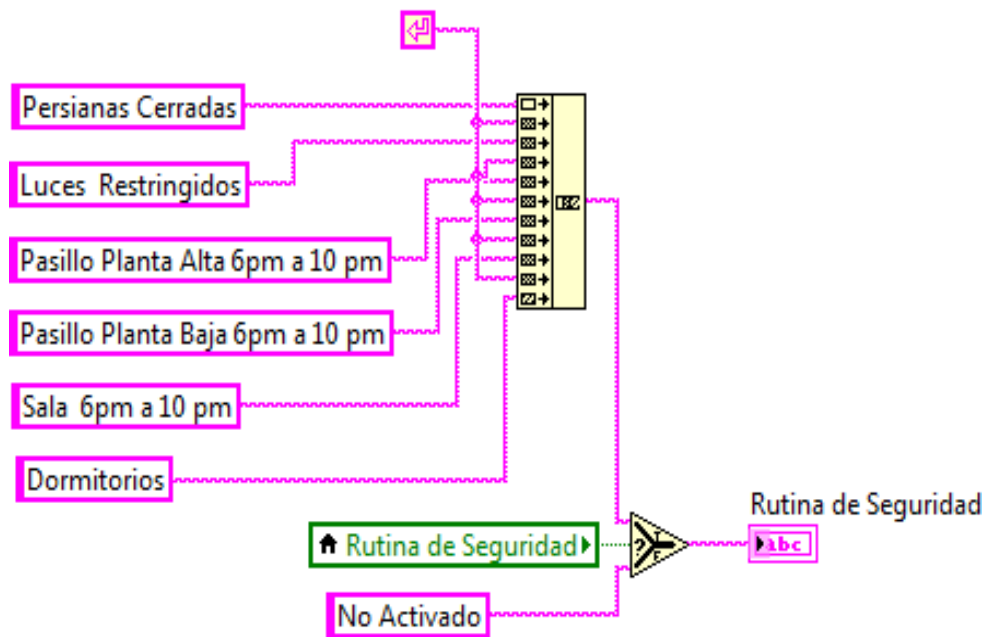 Persianas Cerradas
Luces  Restringidos
Pasillo Planta Alta 6pm a 10 pm
Pasillo Planta Baja 6pm a 10 pm
Sala  6pm a 10 pm
Dormitorios
Rutina de Seguridad
Rutina de Seguridad
?
T
F
abc
No Activado